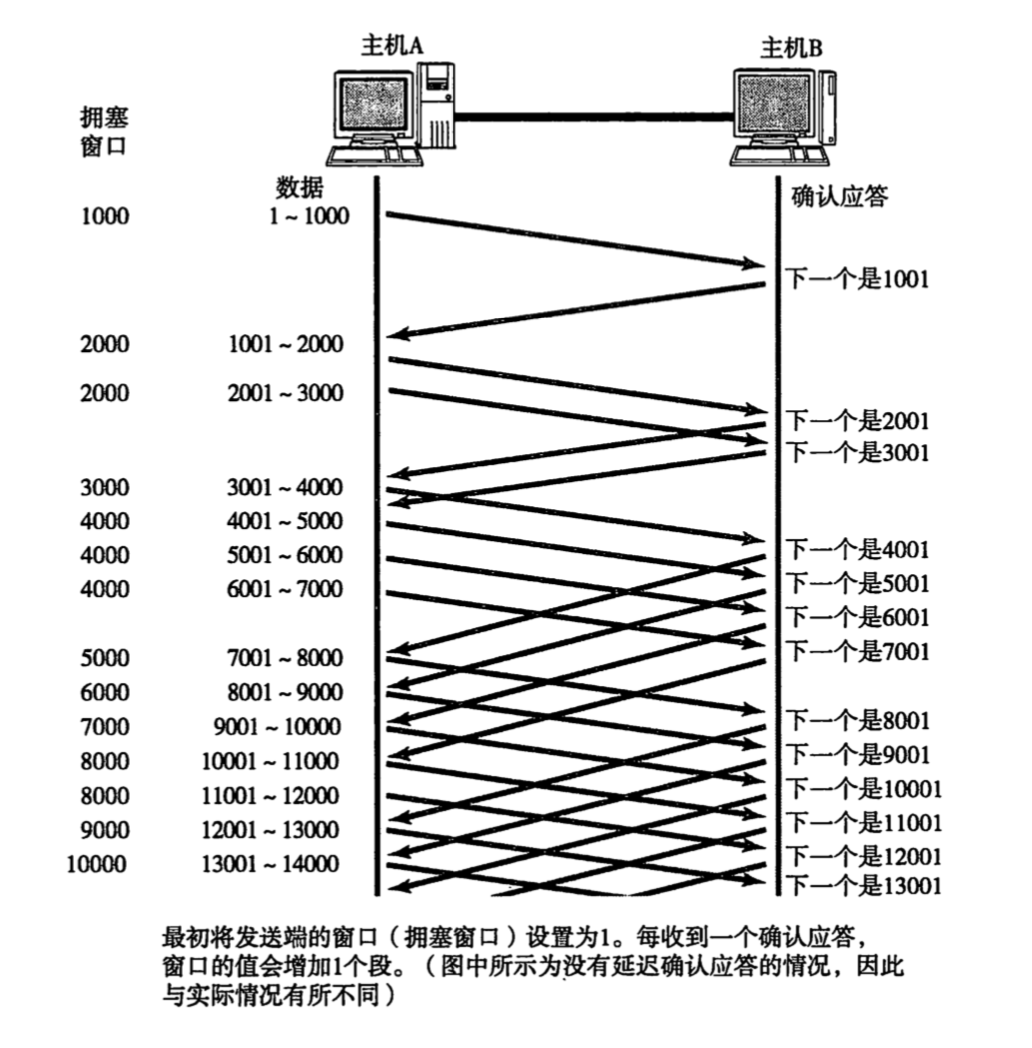 主机A
主机B
拥塞
窗口
数据
确认应答
1000
1~1000
下一个是1001
2000
1001~2000
2000
2001~3000
下一个是2001
下一个是3001
3000
3001~4000
4000
4001~5000
4000
5001~6000
下一个是4001
4000
6001~7000
下一个是5001
下一个是6001
下一个是7001
5000
7001~8000
6000
8001~9000
下一个是8001
7000
9001~10000
下一个是9001
8000
10001~11000
下一个是10001
8000
11001~12000
下一个是11001
9000
12001~13000
下一个是12001
10000
13001~14000
下一个是13001
最初将发送端的窗口（拥塞窗口）设置为1。每收到一个确认应答，
窗口的值会增加1个段。（图中所示为没有延迟确认应答的情况，因此
与实际情况有所不同）